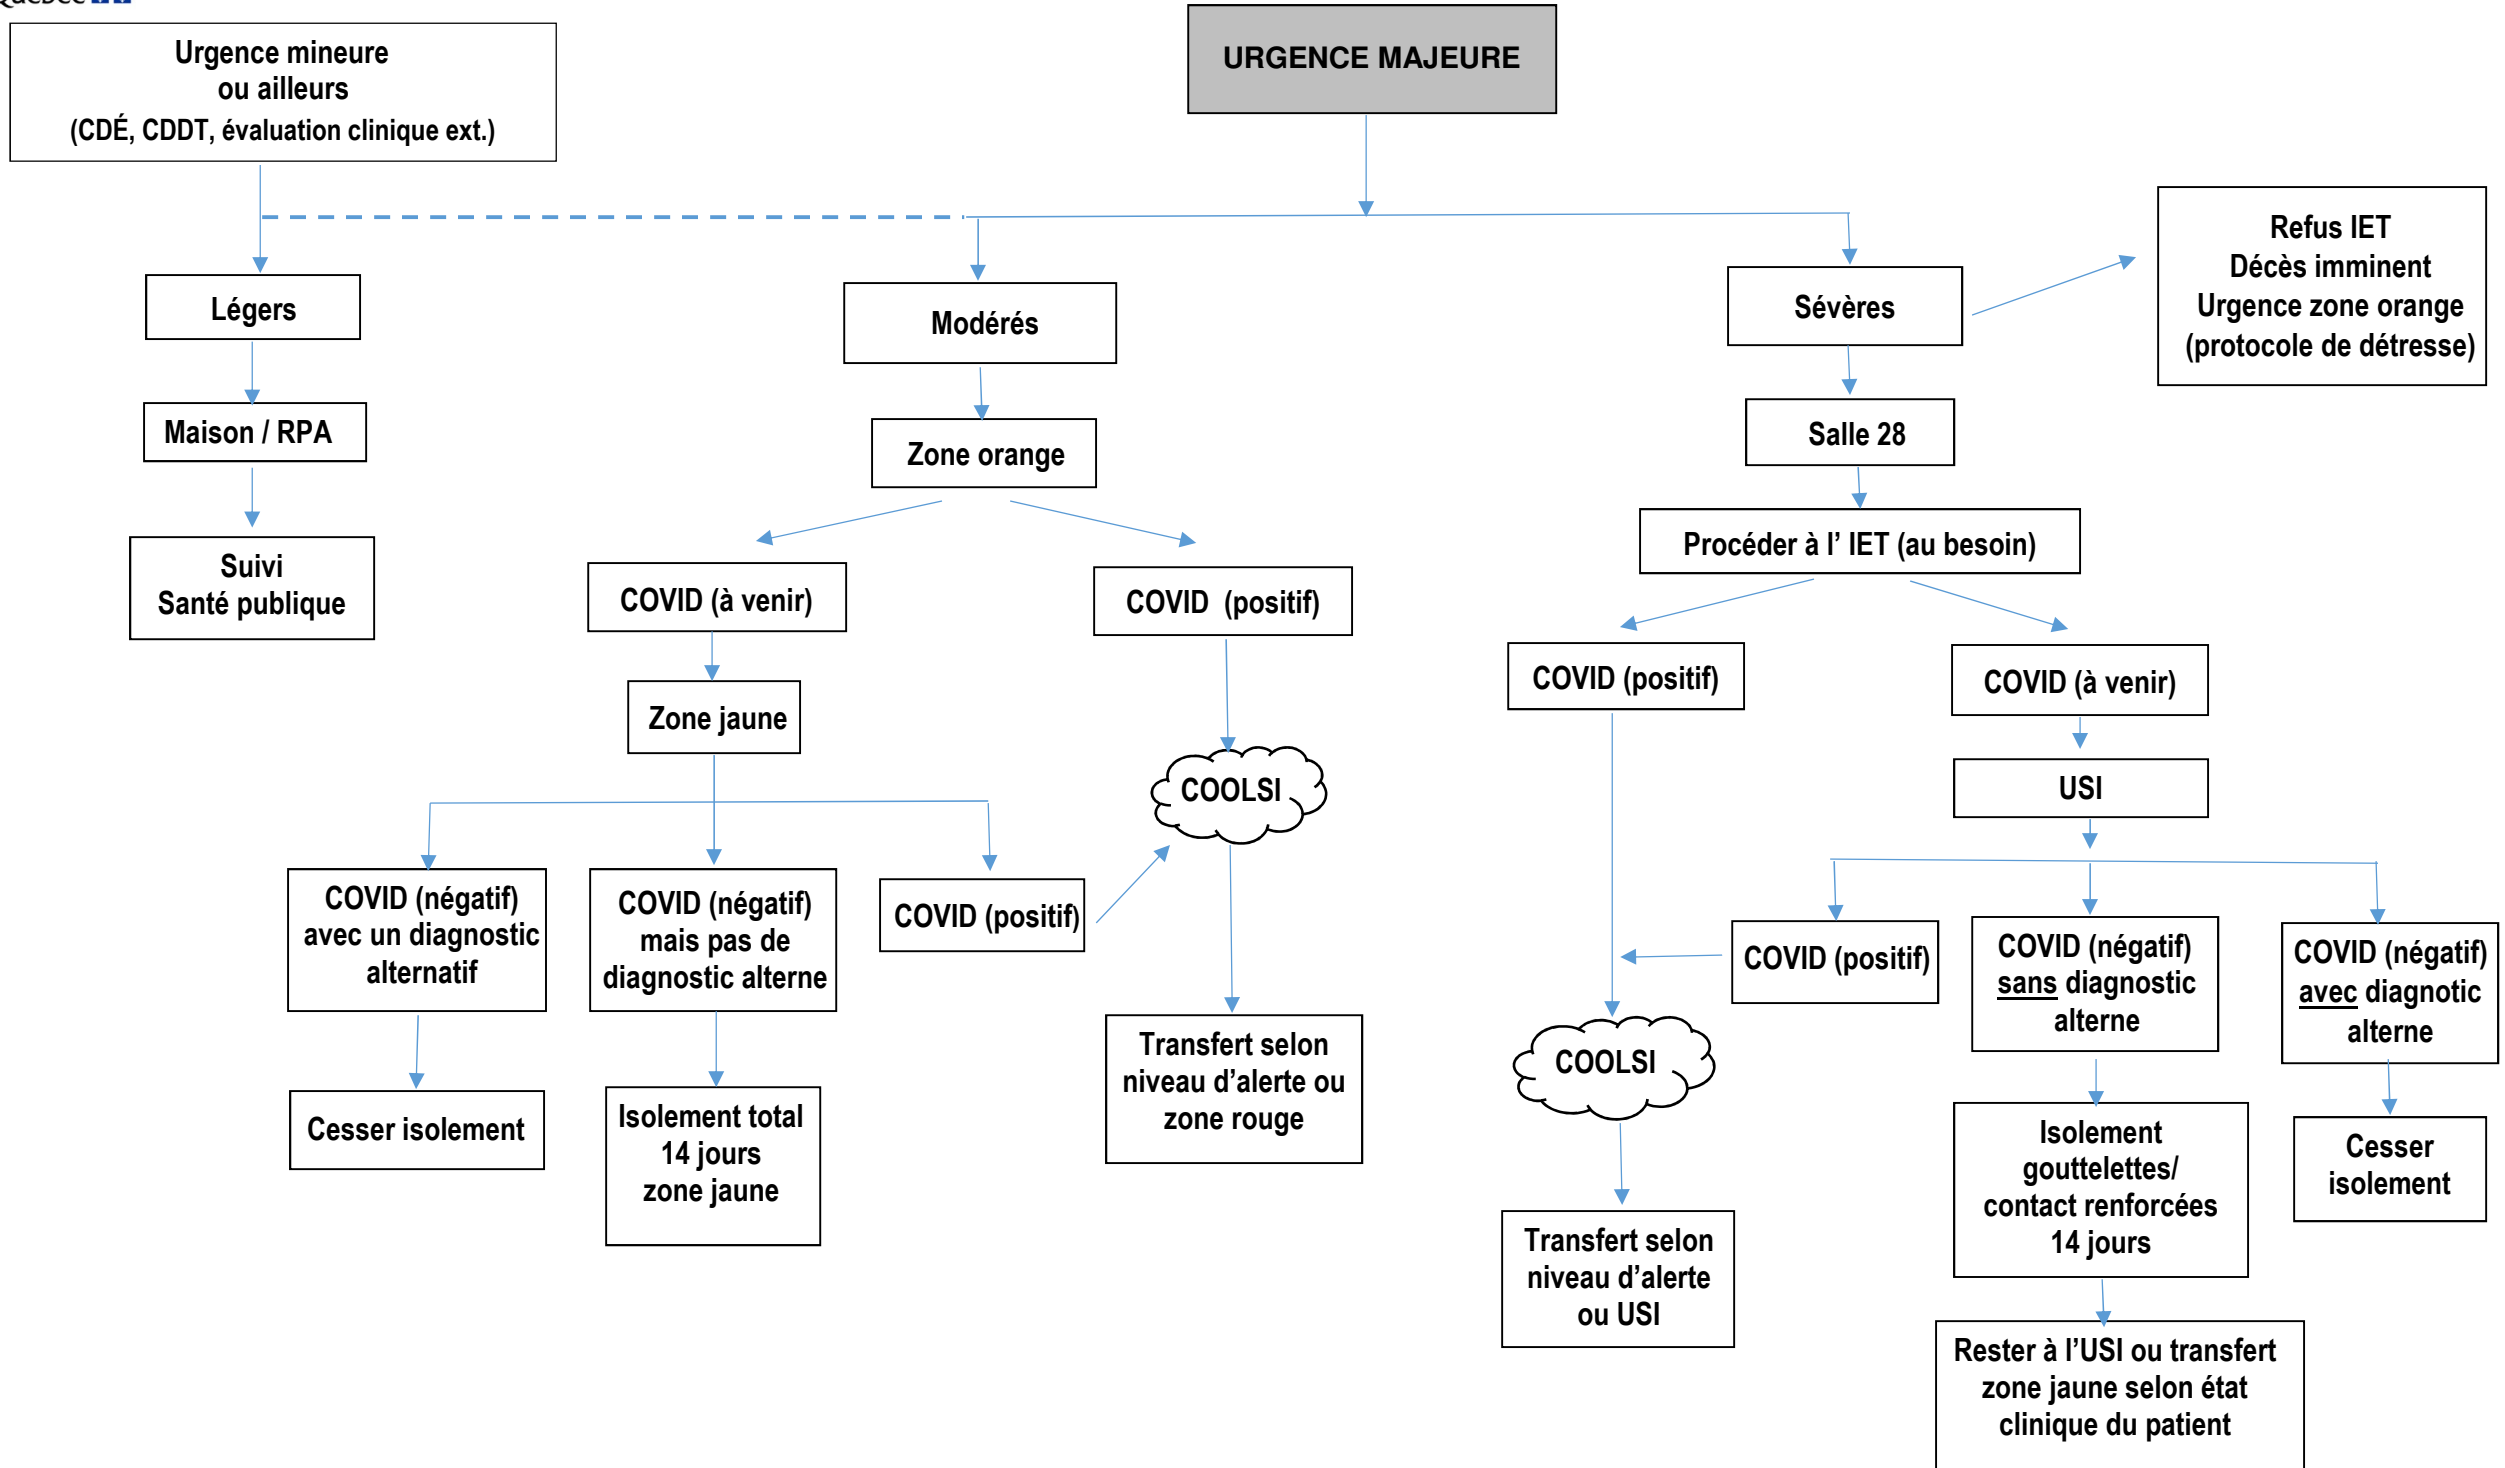 Urgence mineure
ou ailleurs
(CDÉ, CDDT, évaluation clinique ext.)
URGENCE MAJEURE
Refus IET
Décès imminent
Urgence zone orange
(protocole de détresse)
Légers
Modérés
Sévères
Maison / RPA
Zone orange
Salle 28
Suivi
Santé publique
Procéder à l' IET (au besoin)
COVID (à venir)
COVID (positif)
COVID (positif)
COVID (à venir)
Zone jaune
COOLSI
USI
COVID (négatif)
avec un diagnostic
alternatif
COVID (négatif)
mais pas de
diagnostic alterne
COVID (positif)
COVID (positif)
COVID (négatif)
sans diagnostic
alterne
COVID (négatif)
avec diagnotic
alterne
Cesser isolement
Isolement total
14 jours
zone jaune
Transfert selon
niveau d’alerte ou
zone rouge
COOLSI
Isolement
gouttelettes/
contact renforcées
14 jours
Cesser
isolement
Transfert selon
niveau d’alerte
ou USI
Rester à l’USI ou transfert
zone jaune selon état
clinique du patient